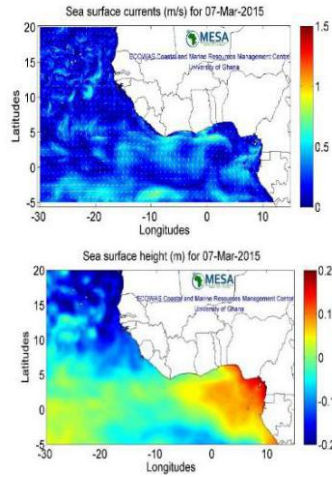 Sea surface currents (m/s) for 07-Mar-2015
MESA
ECOWAS Coastal and Marine Resources Management Centre
University of Ghana
Latitudes
20
15
10
5
0
-5
-30 -20 -10 0 10
Longitudes
1.5
1
0.5
0
Sea surface height (m) for 07-Mar-2015
MESA
ECOWAS Coastal and Marine Resources Management Centre
University of Ghana
Latitudes
20
15
10
5
0
-5
-30 -20 -10 0 10
Longitudes
0.2
0.1
0
-0.1
-0.2